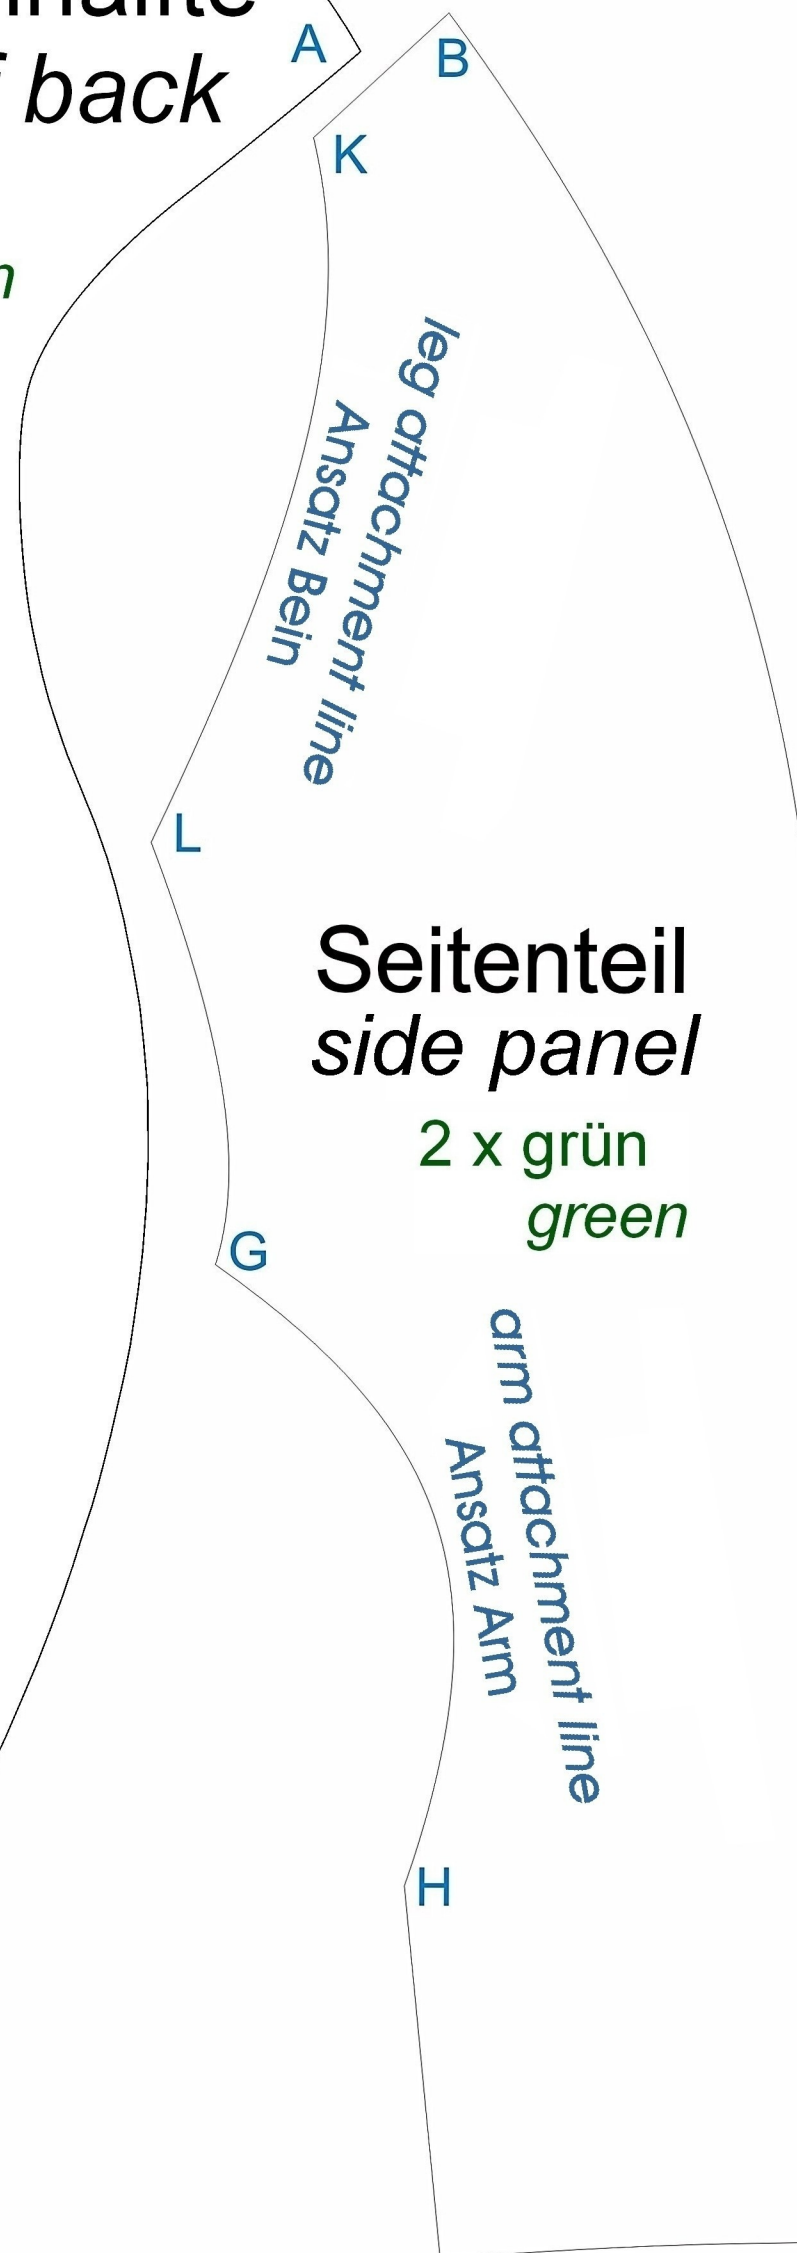 back
A
B
K
leg attachment line
Ansatz Bein
L
Seitenteil
side panel
2 x grün
green
G
arm attachment line
Ansatz Arm
H